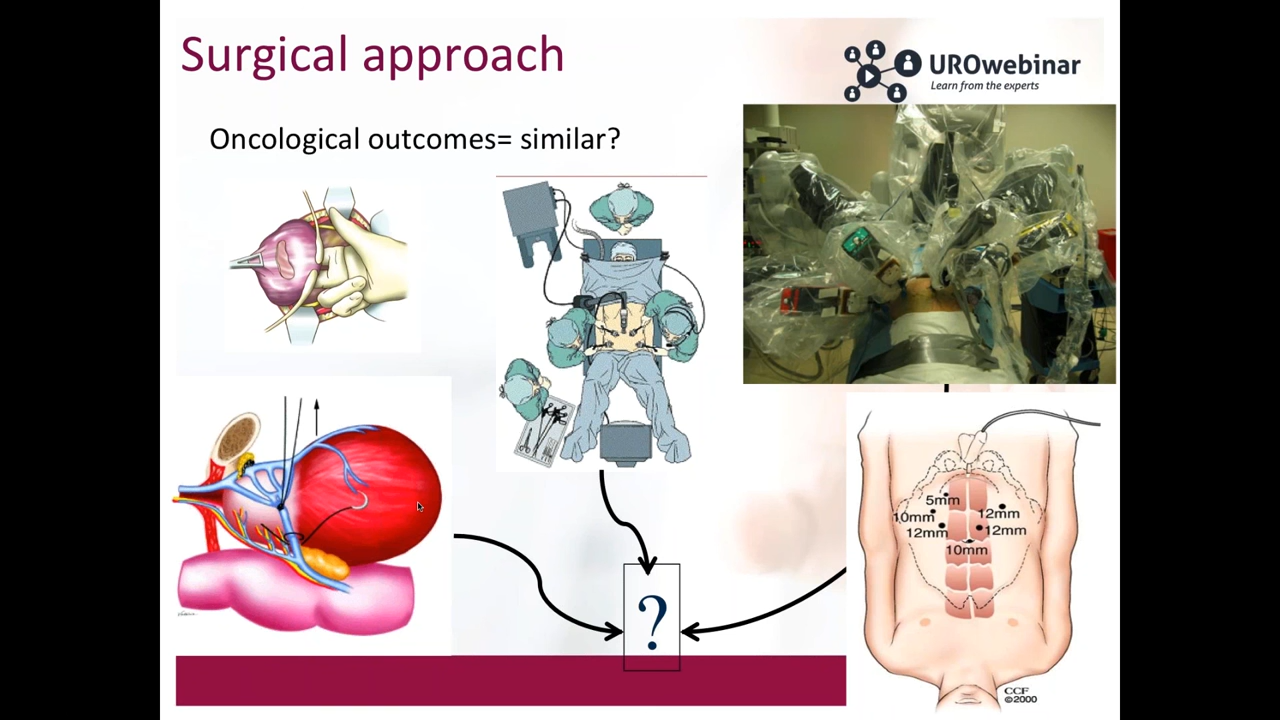 Surgical approach
UROwebinar
Learn from the experts
Oncological outcomes= similar?
5mm
10mm
12mm
12mm
12mm
10mm
?
CCF
©2000